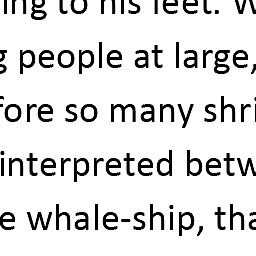 ing to his feet. W
g people at large,
fore so many shri
interpreted betw
e whale-ship, tha